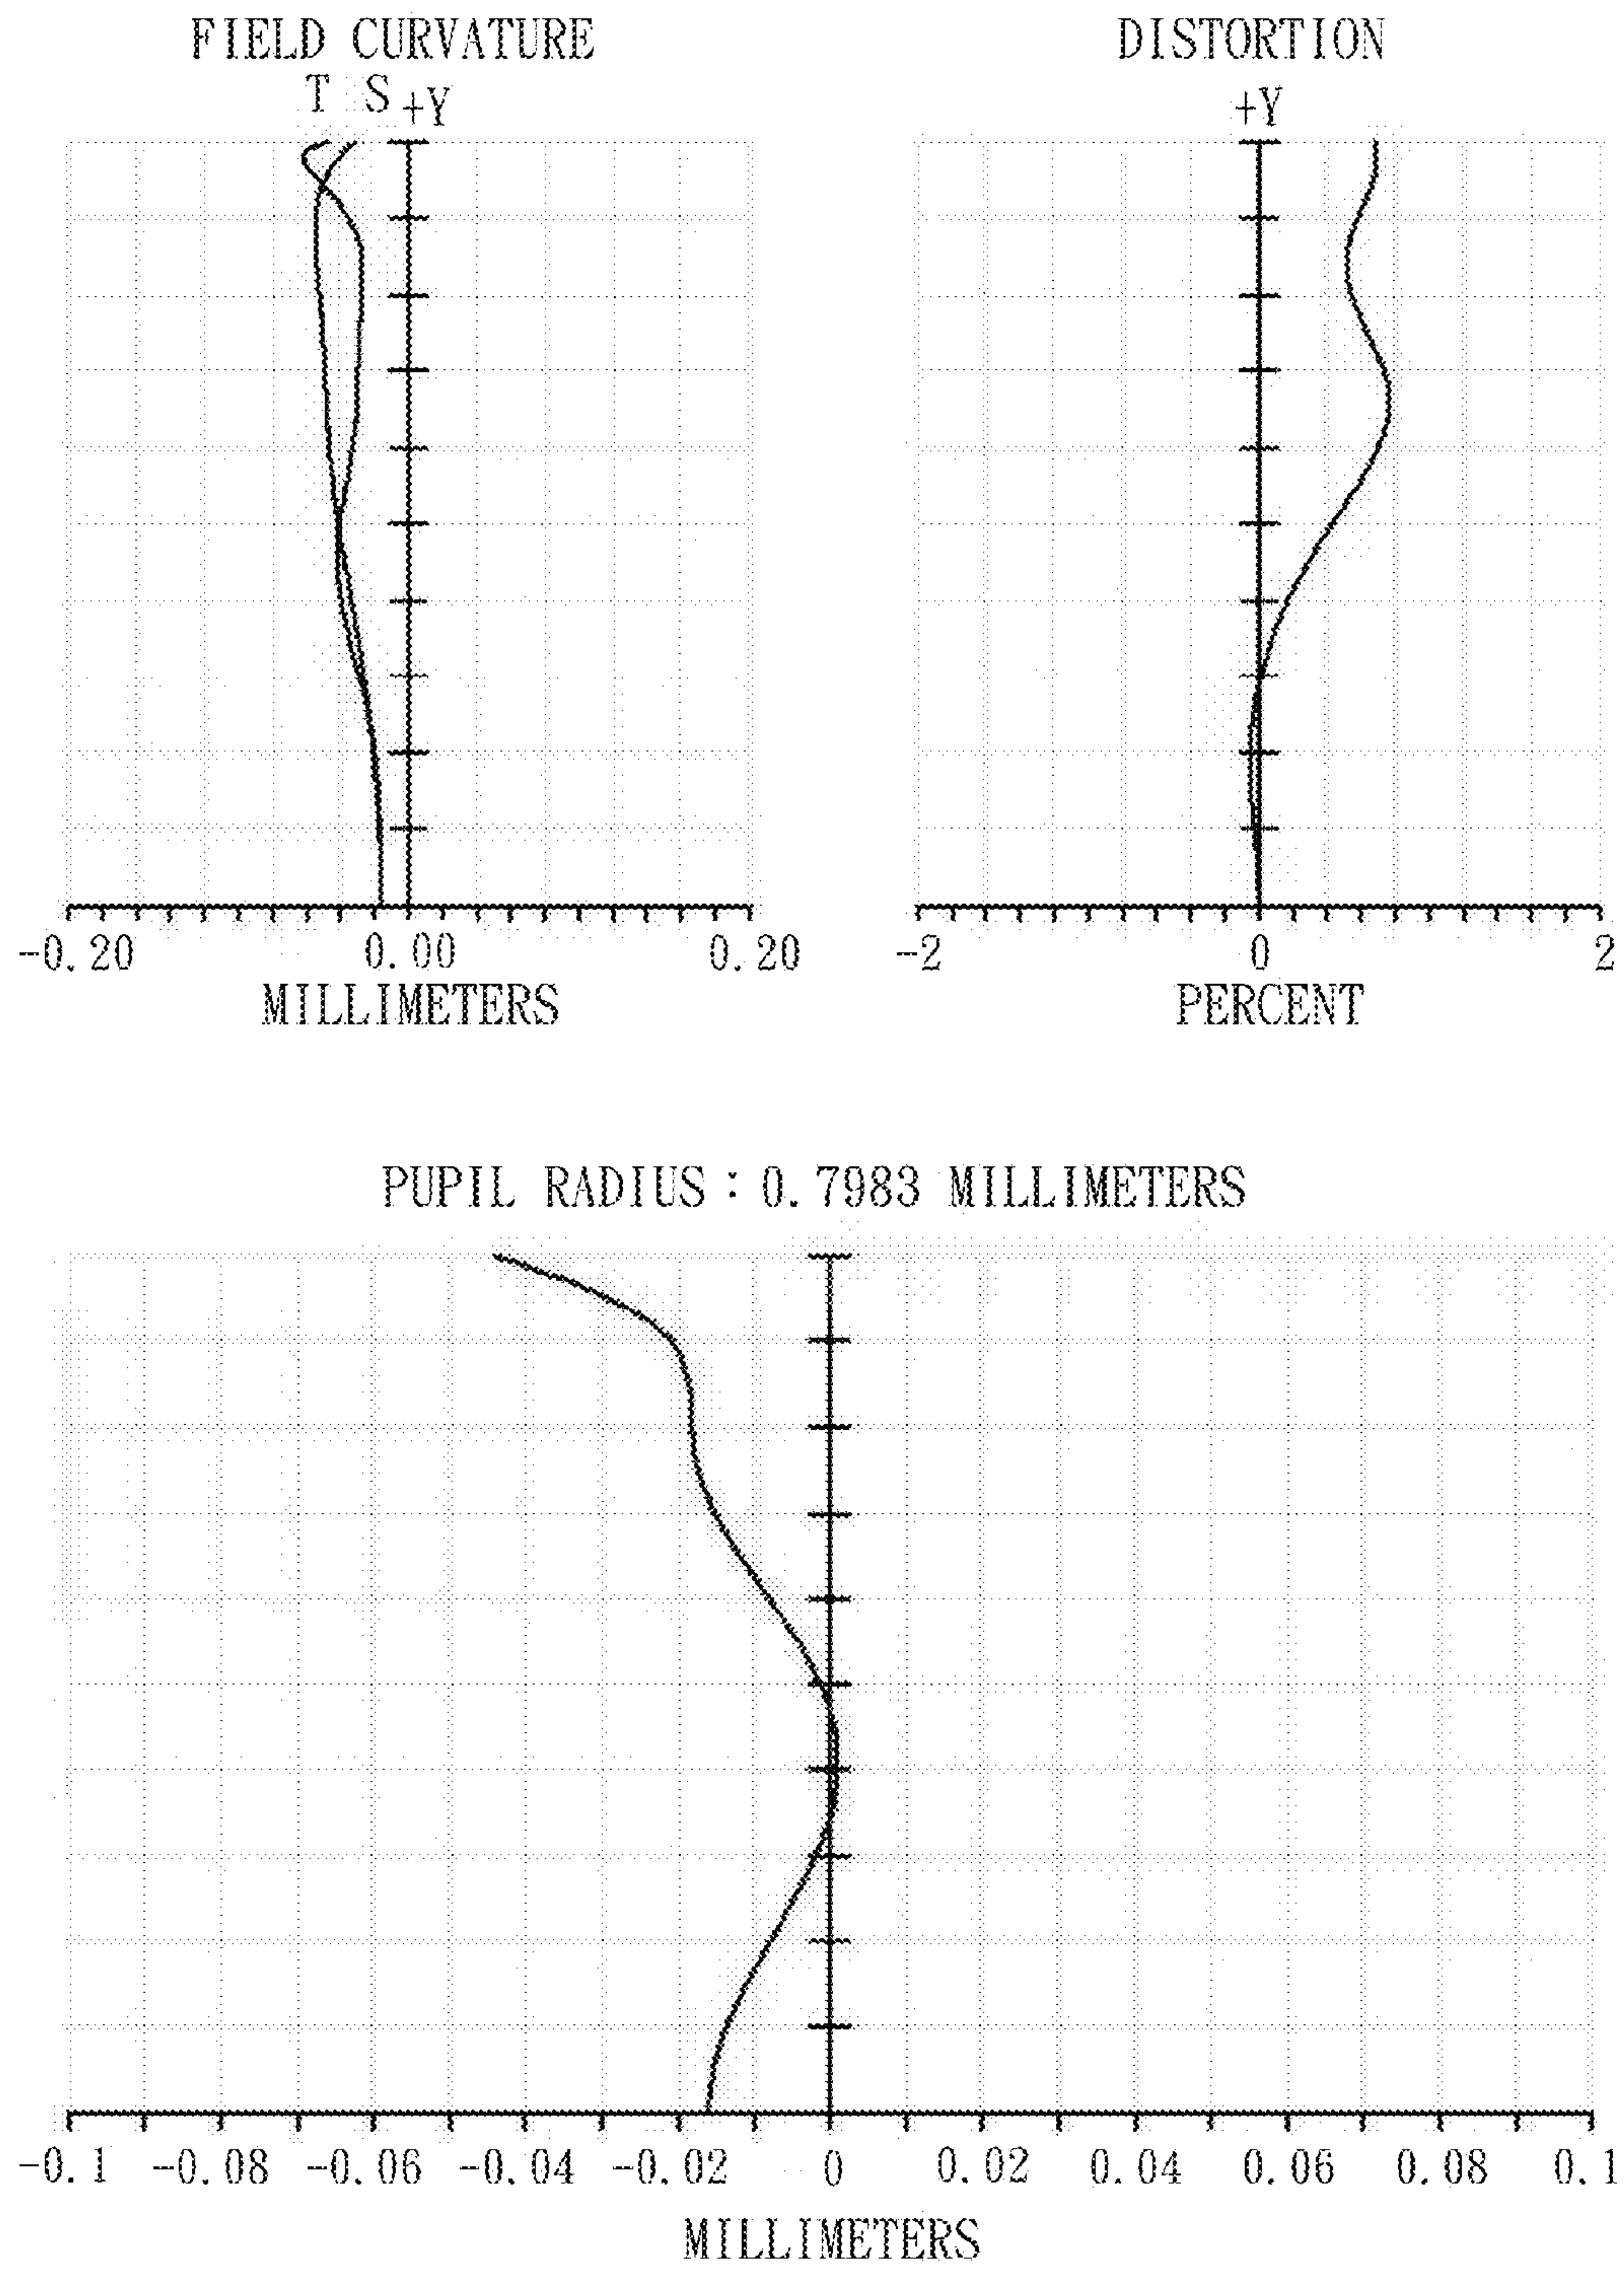 FIELD CURVATURE
T S +Y
-0.20 0.00 0.20
MILLIMETERS
DISTORTION
+Y
-2 0 2
PERCENT
PUPIL RADIUS : 0.7983 MILLIMETERS
-0.1 -0.08 -0.06 -0.04 -0.02 0 0.02 0.04 0.06 0.08 0.1
MILLIMETERS